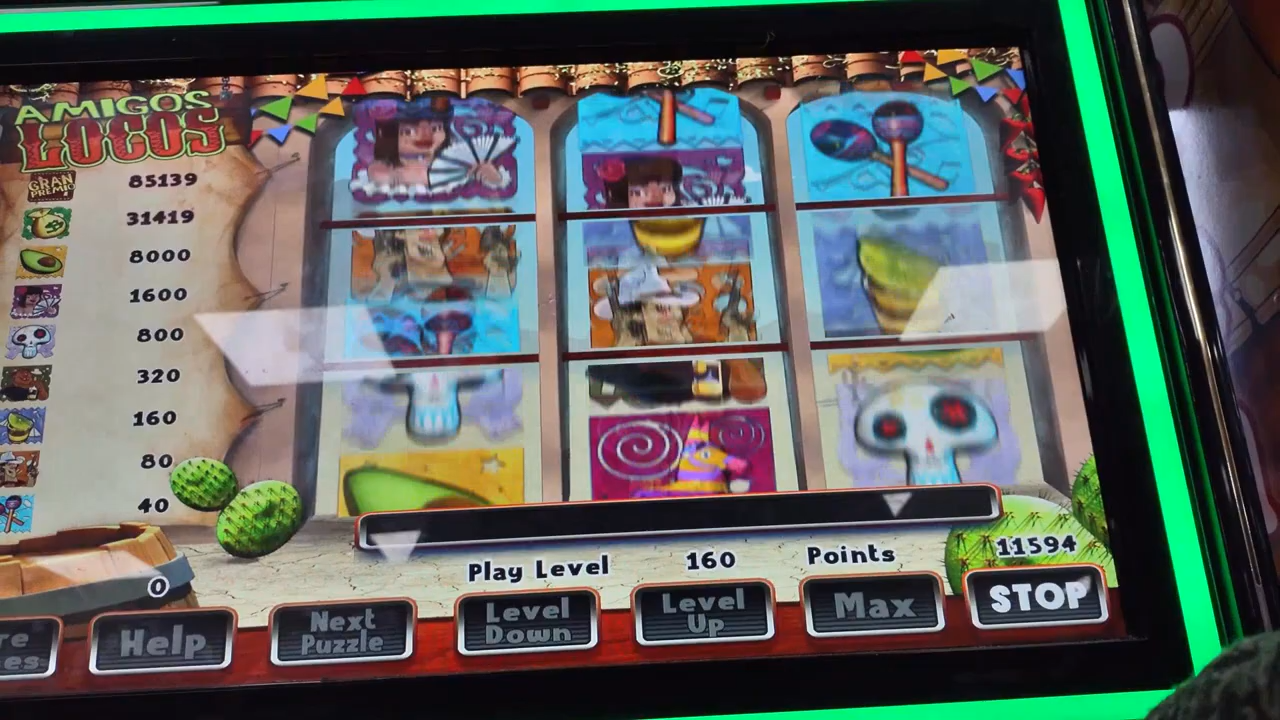 AMIGOS
LOCOS
GRAN
PREMIO
85139
31419
8000
1600
800
320
160
80
40
0
Play Level
160
Points
11594
Help
Next
Puzzle
Level
Down
Level
Up
Max
STOP